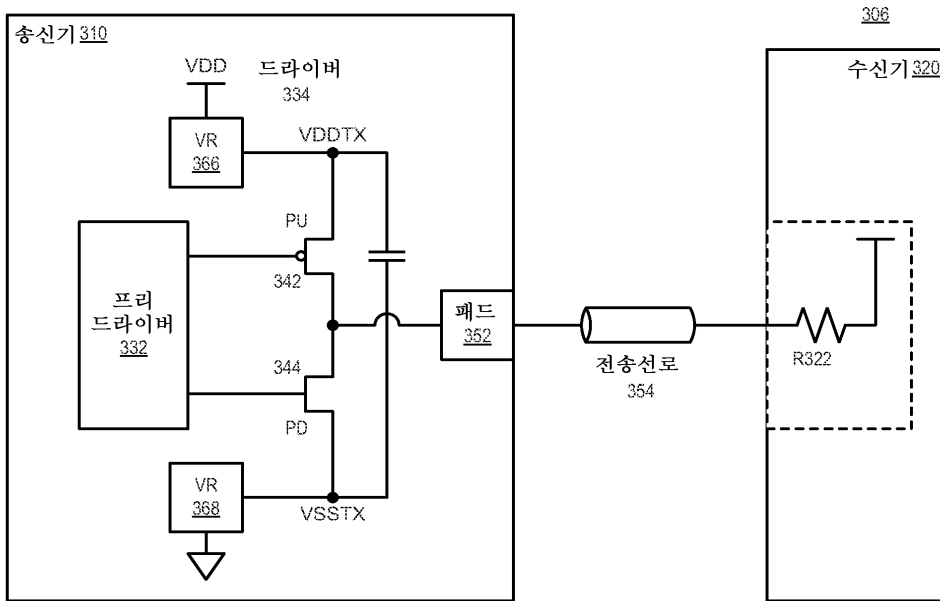 306
송신기 310
수신기 320
VDD
드라이버
334
VR
366
VDDTX
PU
342
프리
드라이버
332
패드
352
전송선로
354
R322
344
PD
VR
368
VSSTX